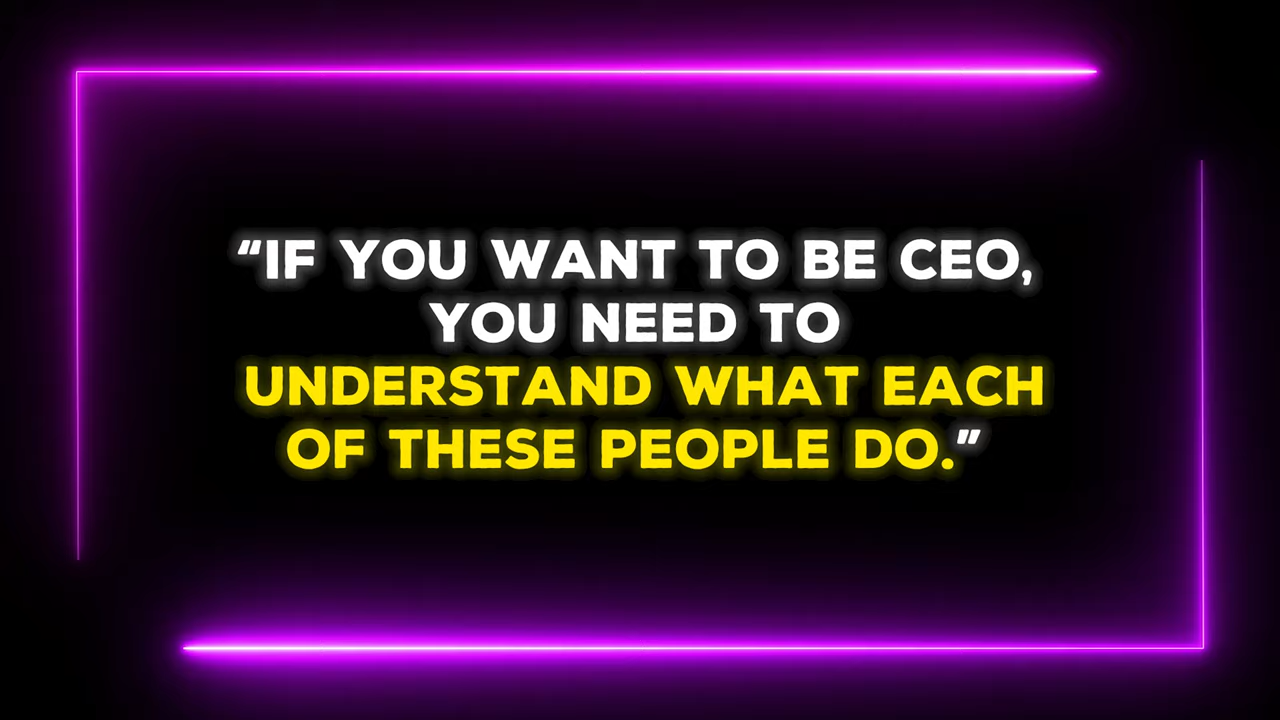 “IF YOU WANT TO BE CEO,
YOU NEED TO
UNDERSTAND WHAT EACH
OF THESE PEOPLE DO.”